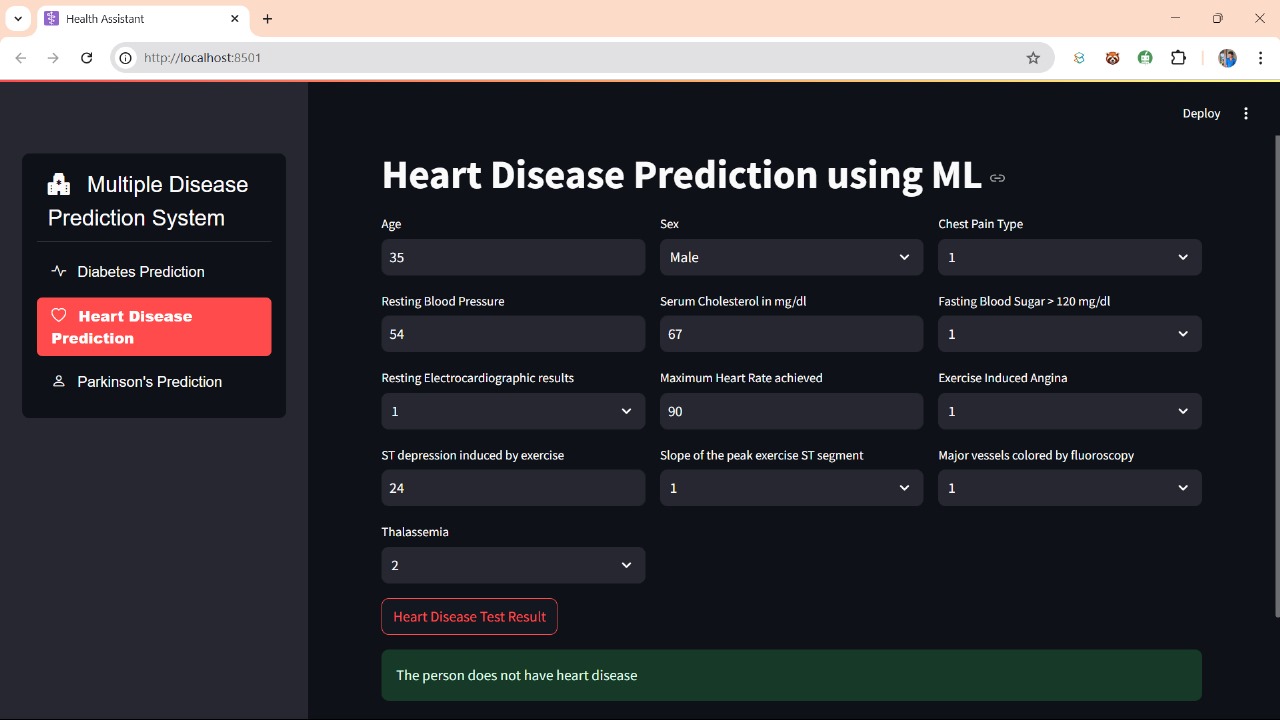 Health Assistant
http://localhost:8501
Deploy
Multiple Disease
Prediction System
Diabetes Prediction
Heart Disease
Prediction
Parkinson's Prediction
Heart Disease Prediction using ML
Age
Sex
Chest Pain Type
35
Male
1
Resting Blood Pressure
Serum Cholesterol in mg/dl
Fasting Blood Sugar > 120 mg/dl
54
67
1
Resting Electrocardiographic results
Maximum Heart Rate achieved
Exercise Induced Angina
1
90
1
ST depression induced by exercise
Slope of the peak exercise ST segment
Major vessels colored by fluoroscopy
24
1
1
Thalassemia
2
Heart Disease Test Result
The person does not have heart disease